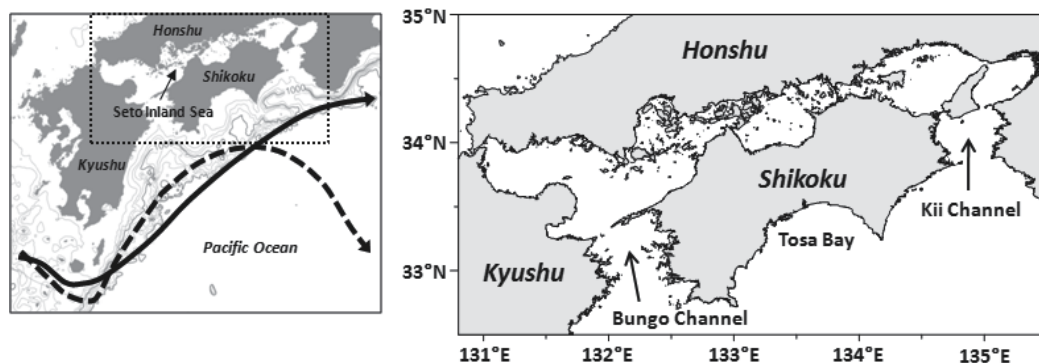 Honshu
Shikoku
1000
Seto Inland Sea
Kyushu
Pacific Ocean
35°N
34°N
33°N
Honshu
Shikoku
Kii Channel
Tosa Bay
Kyushu
Bungo Channel
131° 132° 133° 134° 135°